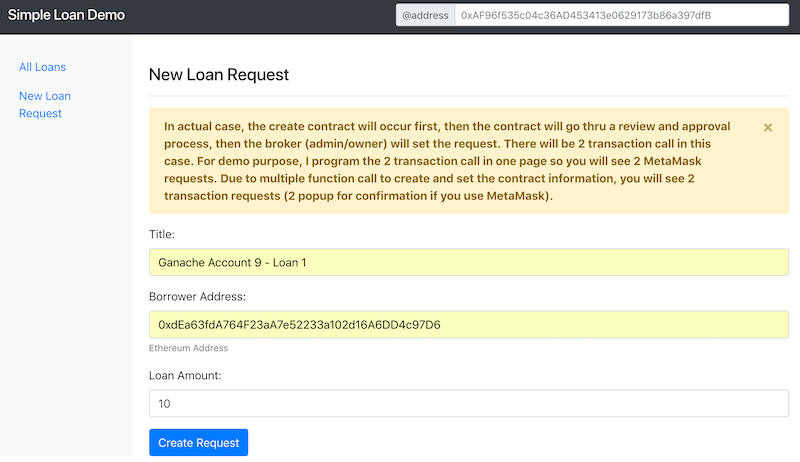 Simple Loan Demo
@address 0xAF96f535c04c36AD453413e0629173b86a397dfB
All Loans
New Loan
Request
New Loan Request
In actual case, the create contract will occur first, then the contract will go thru a review and approval ×
process, then the broker (admin/owner) will set the request. There will be 2 transaction call in this
case. For demo purpose, I program the 2 transaction call in one page so you will see 2 MetaMask
requests. Due to multiple function call to create and set the contract information, you will see 2
transaction requests (2 popup for confirmation if you use MetaMask).
Title:
Ganache Account 9 - Loan 1
Borrower Address:
0xdEa63fdA764F23aA7e52233a102d16A6DD4c97D6
Ethereum Address
Loan Amount:
10
Create Request